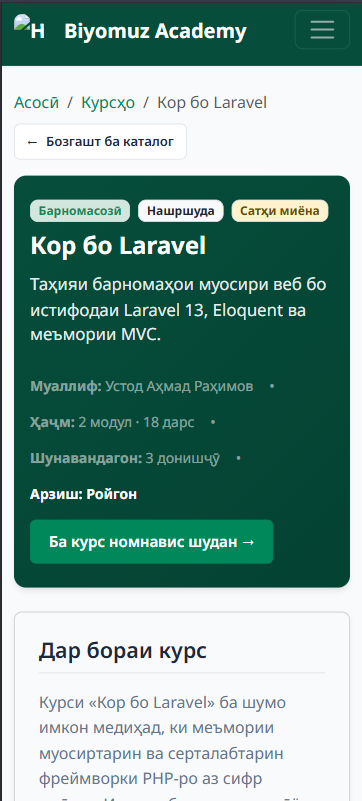 H Biyomuz Academy
Асосӣ / Курсҳо / Кор бо Laravel
← Бозгашт ба каталог
Барномасозӣ Нашршуда Сатҳи миёна
Кор бо Laravel
Таҳияи барномаҳои муосири веб бо
истифодаи Laravel 13, Eloquent ва
меъмории MVC.
Муаллиф: Устод Аҳмад Раҳимов •
Ҳаҷм: 2 модул · 18 дарс •
Шунавандагон: 3 донишҷӯ •
Арзиш: Ройгон
Ба курс номнавис шудан →
Дар бораи курс
Курси «Кор бо Laravel» ба шумо
имкон медиҳад, ки меъмории
муосиртарин ва серталабтарин
фреймворки PHP-ро аз сифр